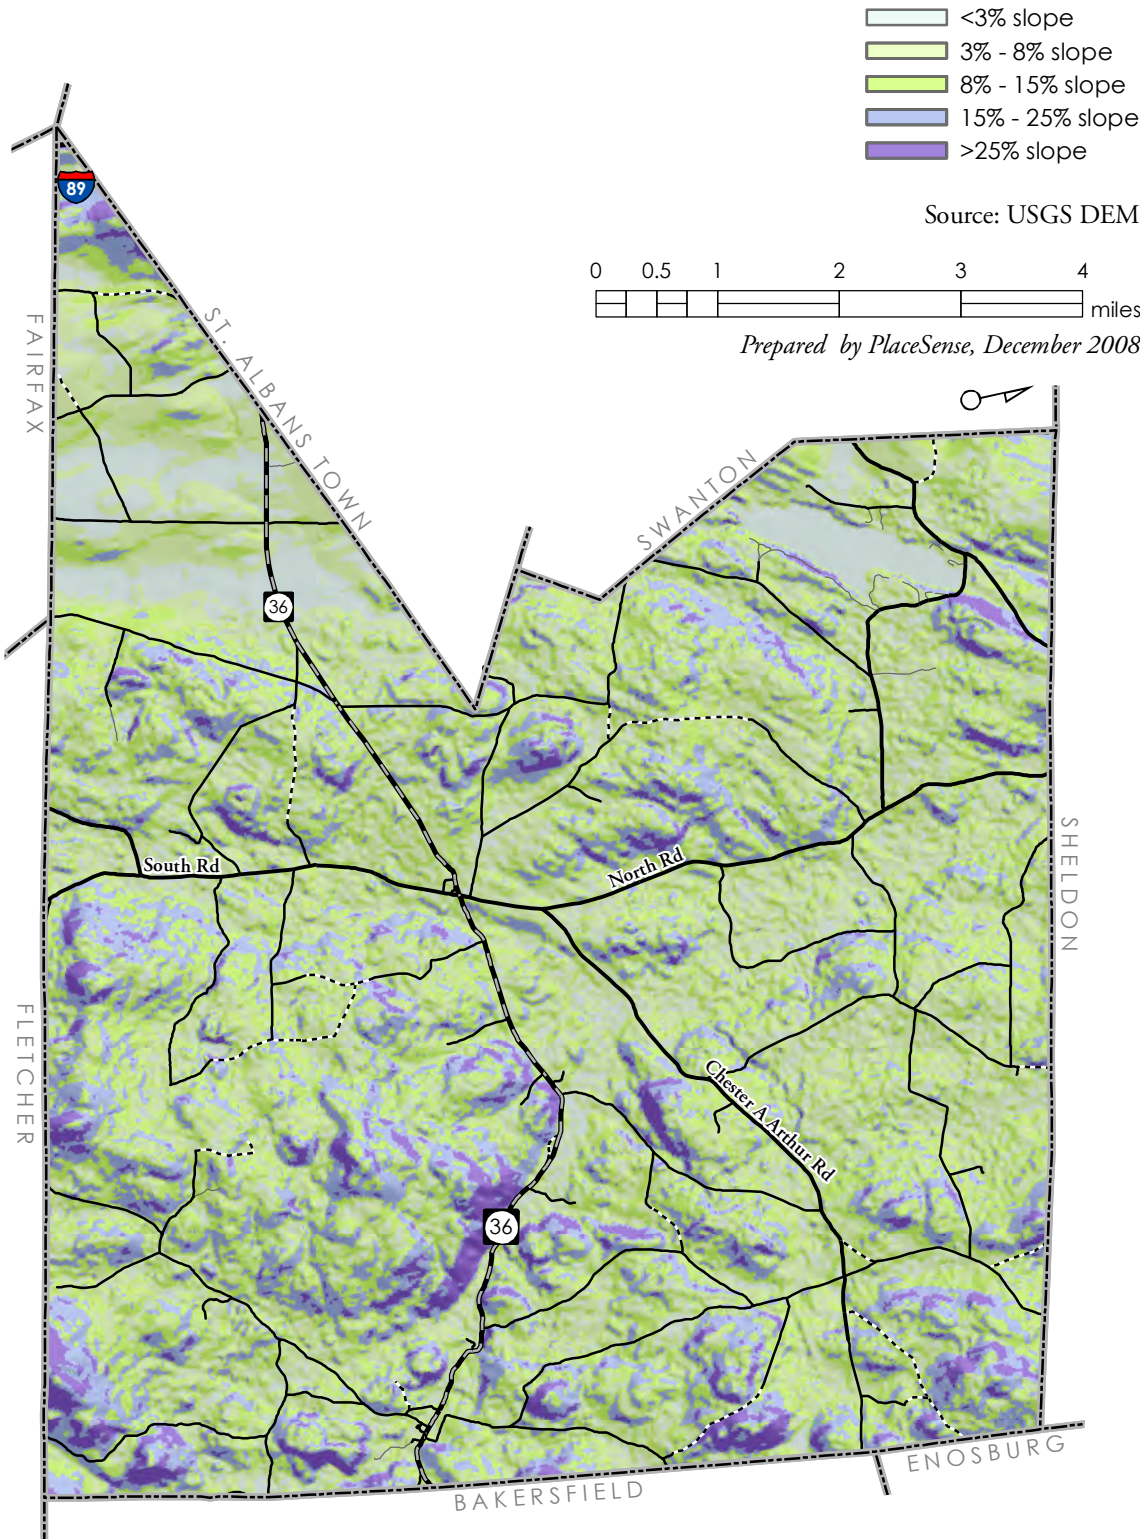 <3% slope
3% - 8% slope
8% - 15% slope
15% - 25% slope
>25% slope
Source: USGS DEM
0 0.5 1 2 3 4
miles
Prepared by PlaceSense, December 2008
89
FAIRFAX
ST. ALBANS TOWN
SWANTON
36
South Rd
North Rd
SHELDON
FLETCHER
Chester A Arthur Rd
36
ENOSBURG
BAKERSFIELD